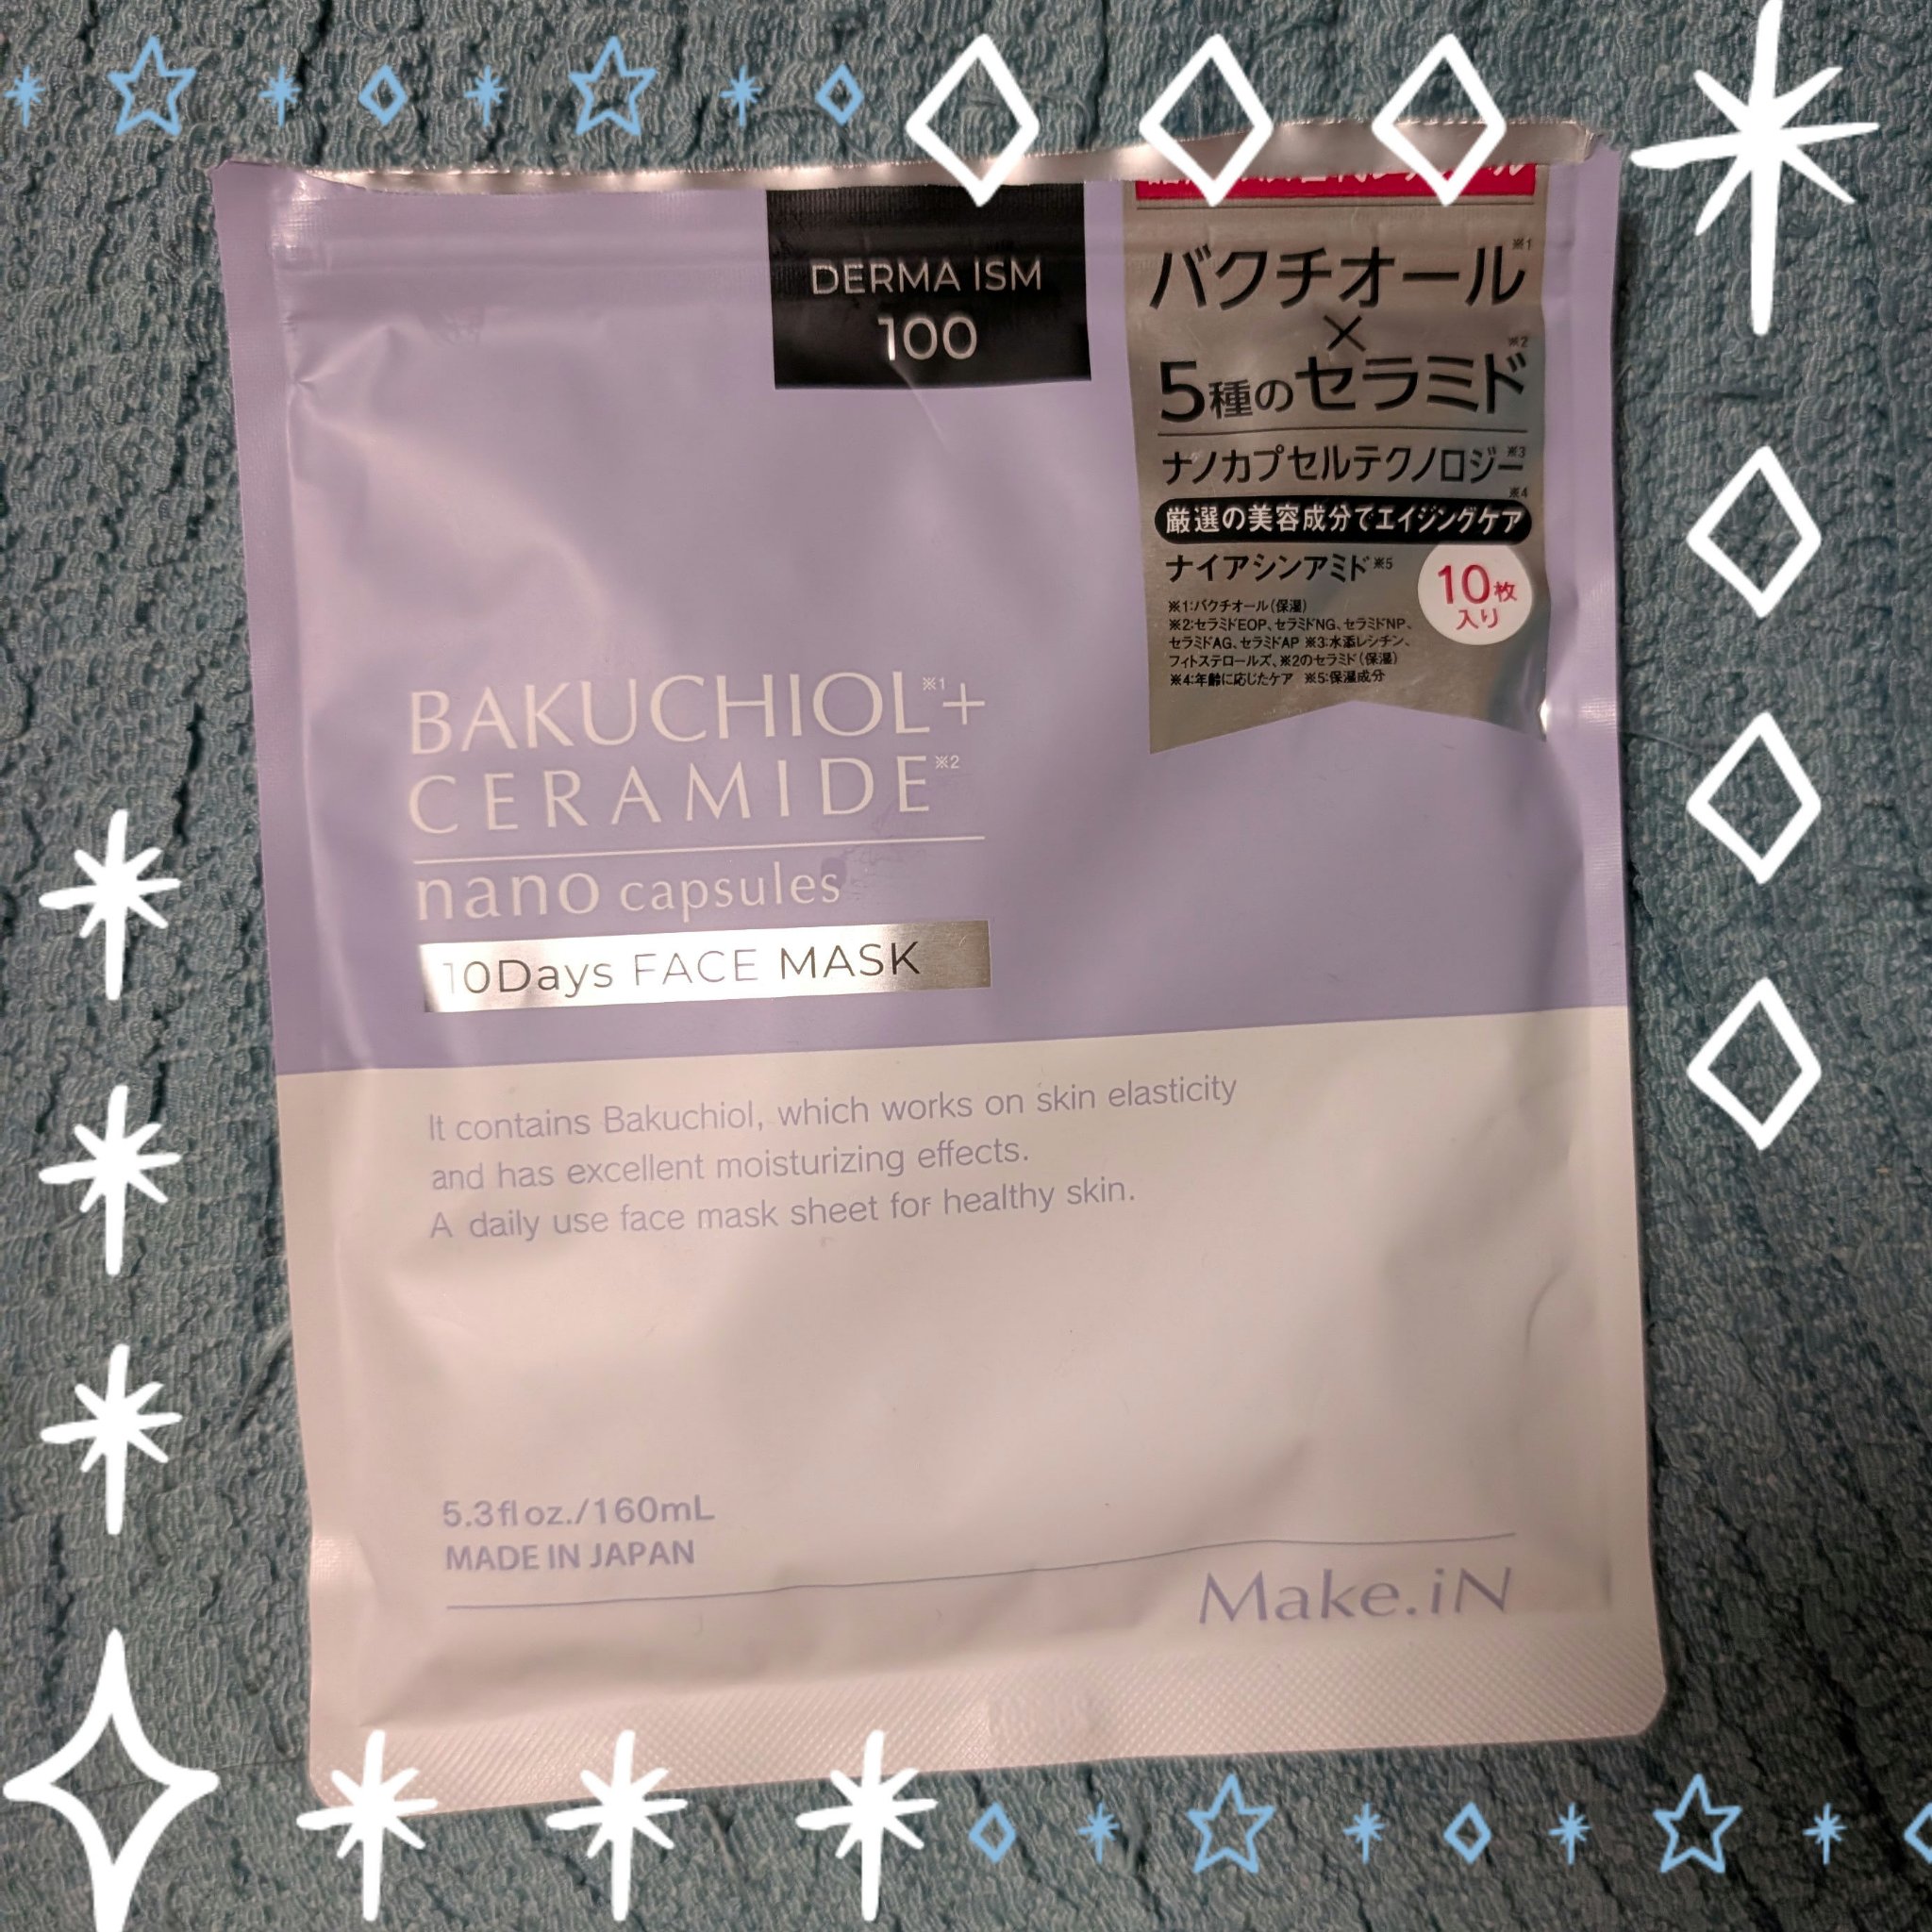 DERMA ISM
100
バクチオール※1
×
5種のセラミド※2
ナノカプセルテクノロジー※3
厳選の美容成分でエイジングケア※4
ナイアシンアミド※5
10枚
入り
※1:バクチオール(保湿)
※2:セラミドEOP、セラミドNG、セラミドNP、
セラミドAG、セラミドAP ※3:水添レシチン、
フィトステロールズ、※2のセラミド(保湿)
※4:年齢に応じたケア ※5:保湿成分
BAKUCHIOL※1+
CERAMIDE※2
nano capsules
10Days FACE MASK
It contains Bakuchiol, which works on skin elasticity
and has excellent moisturizing effects.
A daily use face mask sheet for healthy skin.
5.3fl oz./160mL
MADE IN JAPAN
Make.iN